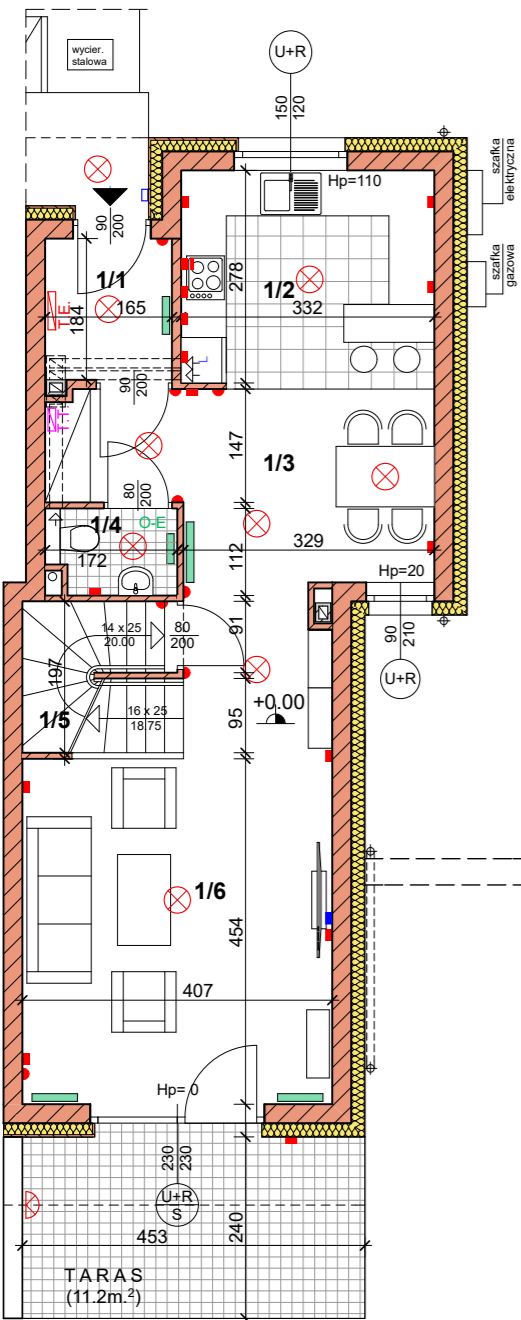 wycier.
stalowa
U+R
150
120
szafka
elektryczna
Hp=110
90
200
szafka
gazowa
1/1
278
1/2
T.E.
184
165
332
90
200
T.T.
147
1/3
80
200
1/4
O-E
172
112
329
Hp=20
14 x 25
20.00
80
200
91
90
210
U+R
197
+0.00
16 x 25
18.75
1/5
95
1/6
454
407
Hp= 0
230
230
U+R
S
453
240
TARAS
(11.2m.²)